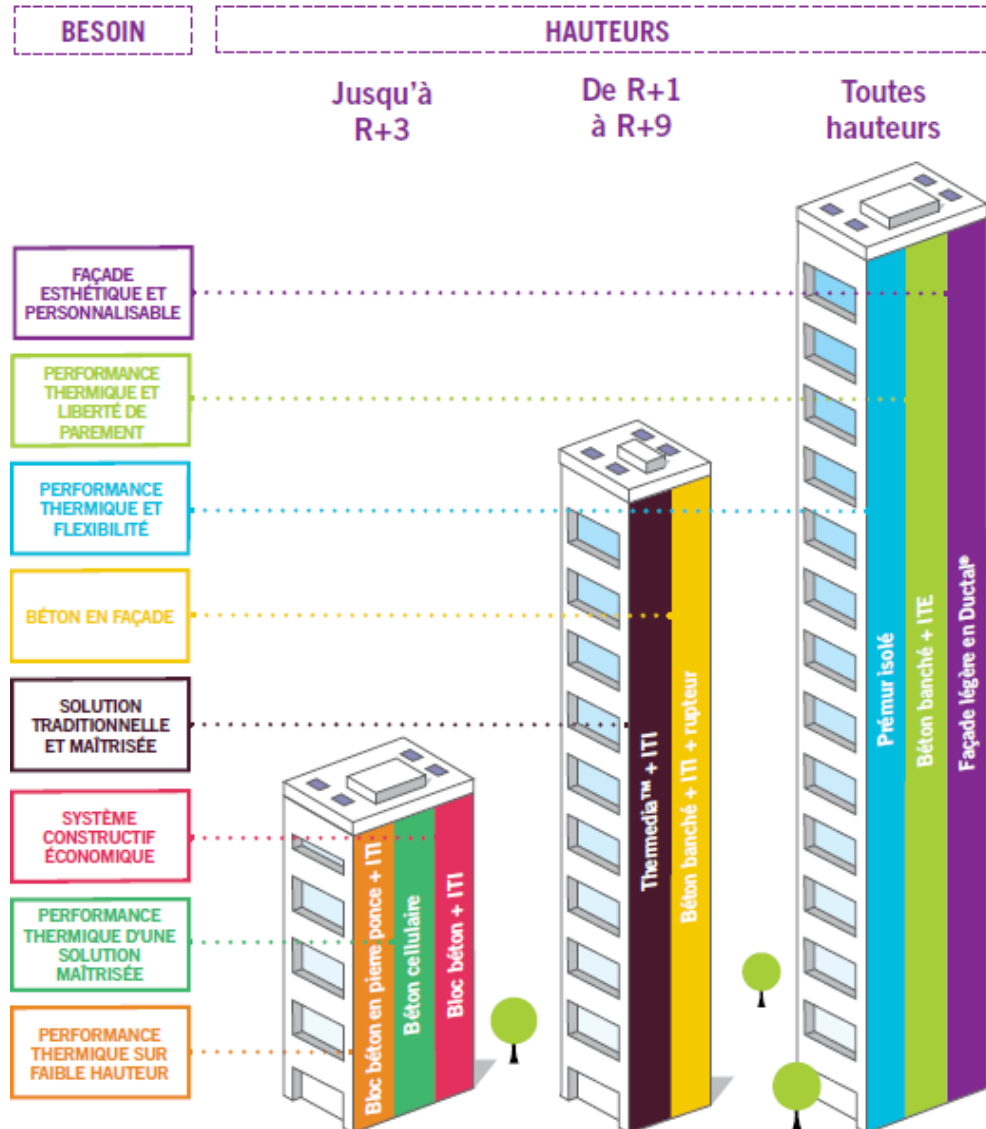 BESOIN
HAUTEURS
Jusqu'à
R+3
De R+1
à R+9
Toutes
hauteurs
FAÇADE
ESTHÉTIQUE ET
PERSONNALISABLE
PERFORMANCE
THERMIQUE ET
LIBERTÉ DE
PAREMENT
PERFORMANCE
THERMIQUE ET
FLEXIBILITÉ
BÉTON EN FAÇADE
SOLUTION
TRADITIONNELLE
ET MAÎTRISÉE
SYSTÈME
CONSTRUCTIF
ÉCONOMIQUE
PERFORMANCE
THERMIQUE D'UNE
SOLUTION
MAÎTRISÉE
PERFORMANCE
THERMIQUE SUR
FAIBLE HAUTEUR
Bloc béton en pierre ponce + ITI
Béton cellulaire
Bloc béton + ITI
Thermedia™ + ITI
Béton banché + ITI + rupteur
Prémur isolé
Béton banché + ITE
Façade légère en Ductal®